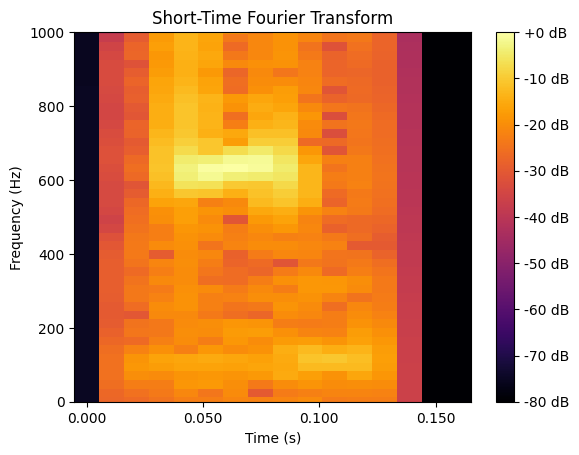 Short-Time Fourier Transform
1000
800
600
400
200
0
Frequency (Hz)
0.000
0.050
0.100
0.150
Time (s)
+0 dB
-10 dB
-20 dB
-30 dB
-40 dB
-50 dB
-60 dB
-70 dB
-80 dB